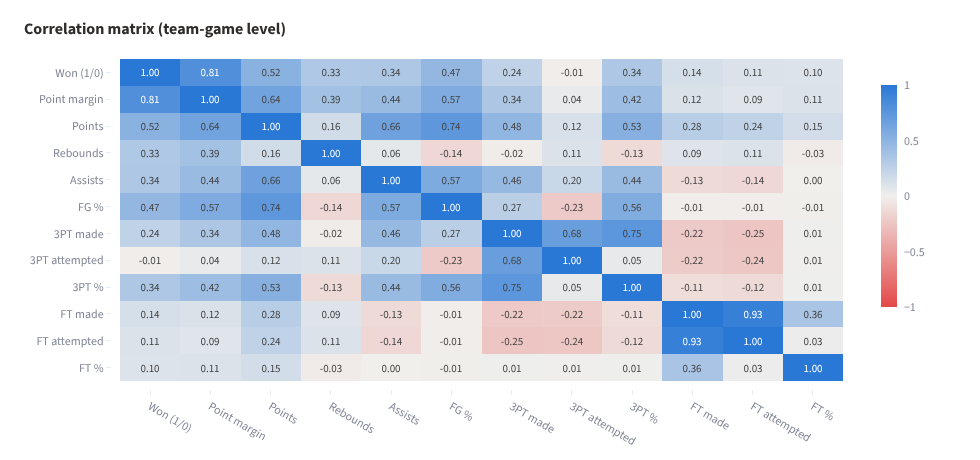 Correlation matrix (team-game level)
Won (1/0) 1.00 0.81 0.52 0.33 0.34 0.47 0.24 -0.01 0.34 0.14 0.11 0.10
Point margin 0.81 1.00 0.64 0.39 0.44 0.57 0.34 0.04 0.42 0.12 0.09 0.11
Points 0.52 0.64 1.00 0.16 0.66 0.74 0.48 0.12 0.53 0.28 0.24 0.15
Rebounds 0.33 0.39 0.16 1.00 0.06 -0.14 -0.02 0.11 -0.13 0.09 0.11 -0.03
Assists 0.34 0.44 0.66 0.06 1.00 0.57 0.46 0.20 0.44 -0.13 -0.14 0.00
FG % 0.47 0.57 0.74 -0.14 0.57 1.00 0.27 -0.23 0.56 -0.01 -0.01 -0.01
3PT made 0.24 0.34 0.48 -0.02 0.46 0.27 1.00 0.68 0.75 -0.22 -0.25 0.01
3PT attempted -0.01 0.04 0.12 0.11 0.20 -0.23 0.68 1.00 0.05 -0.22 -0.24 0.01
3PT % 0.34 0.42 0.53 -0.13 0.44 0.56 0.75 0.05 1.00 -0.11 -0.12 0.01
FT made 0.14 0.12 0.28 0.09 -0.13 -0.01 -0.22 -0.22 -0.11 1.00 0.93 0.36
FT attempted 0.11 0.09 0.24 0.11 -0.14 -0.01 -0.25 -0.24 -0.12 0.93 1.00 0.03
FT % 0.10 0.11 0.15 -0.03 0.00 -0.01 0.01 0.01 0.01 0.36 0.03 1.00
Won (1/0) Point margin Points Rebounds Assists FG % 3PT made 3PT attempted 3PT % FT made FT attempted FT %
1
0.5
0
−0.5
−1